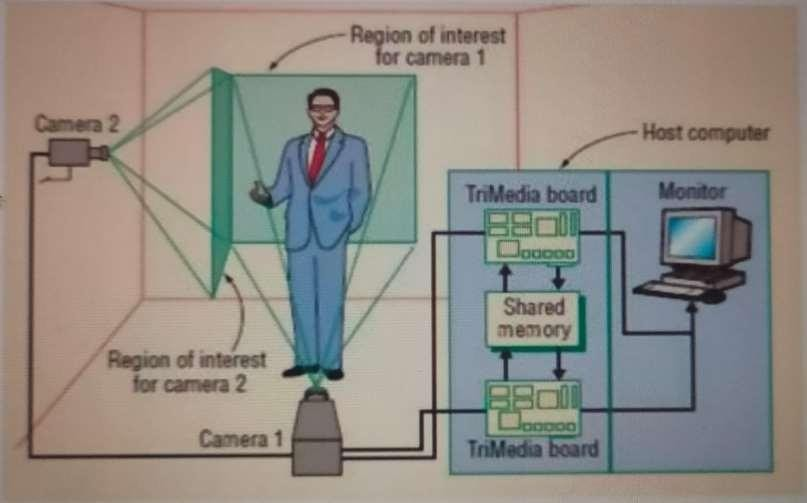 Region of interest
for camera 1
Camera 2
Host computer
TriMedia board
Monitor
Shared
memory
Region of interest
for camera 2
Camera 1
TriMedia board